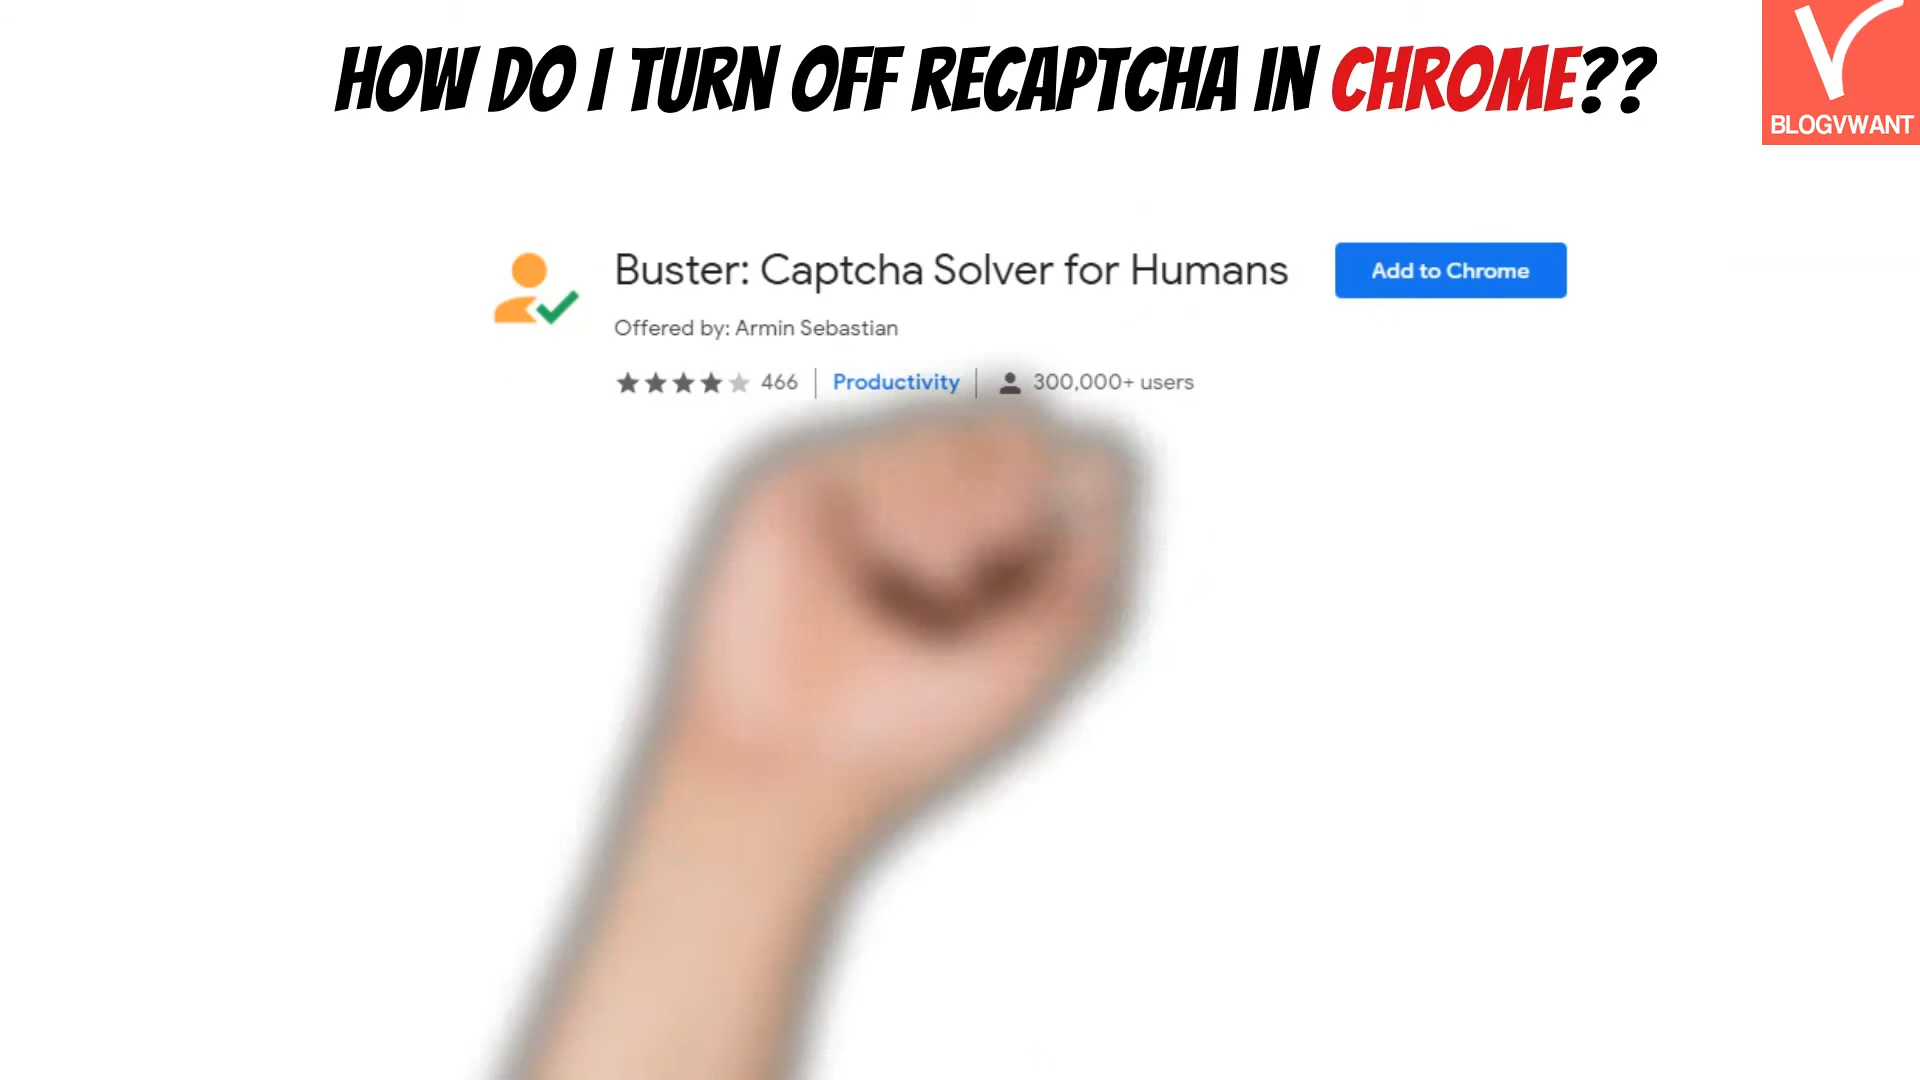 HOW DO I TURN OFF RECAPTCHA IN CHROME??
BLOGVWANT
Buster: Captcha Solver for Humans
Add to Chrome
Offered by: Armin Sebastian
466 Productivity 300,000+ users